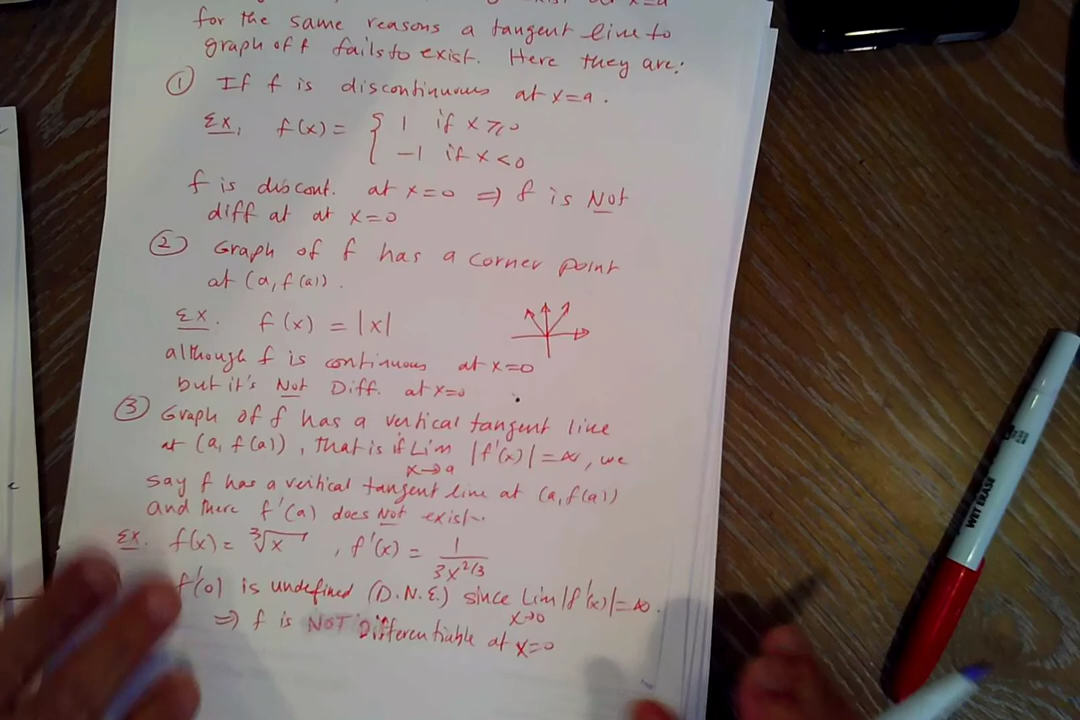 for the same reasons a tangent line to
graph of f fails to exist. Here they are:
① If f is discontinuous at x=a.
Ex, f(x) = { 1 if x ≥ 0
-1 if x < 0
f is discont. at x=0 ⇒ f is Not
diff at at x=0
② Graph of f has a corner point
at (a, f(a)).
Ex. f(x) = |x|
although f is continuous at x=0
but it's Not Diff. at x=0
③ Graph of f has a vertical tangent line
at (a, f(a)), that is if Lim |f'(x)| = ∞, we
x→a
say f has a vertical tangent line at (a, f(a))
and there f'(a) does Not exist.
Ex. f(x) = ∛x , f'(x) = 1
3x^2/3
f'(0) is undefined (D.N.E.) since Lim |f'(x)| = ∞.
x→0
⇒ f is NOT Differentiable at x=0
WET ERASE